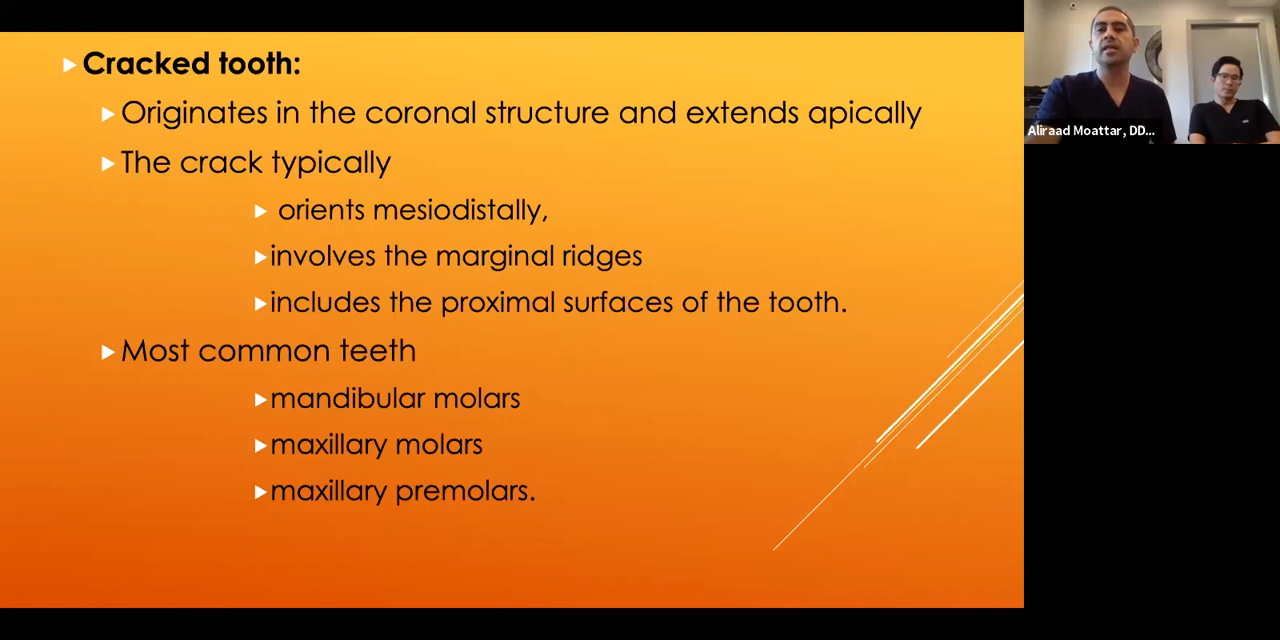 Cracked tooth:
Originates in the coronal structure and extends apically
The crack typically
orients mesiodistally,
involves the marginal ridges
includes the proximal surfaces of the tooth.
Most common teeth
mandibular molars
maxillary molars
maxillary premolars.
Aliraad Moattar, DD...